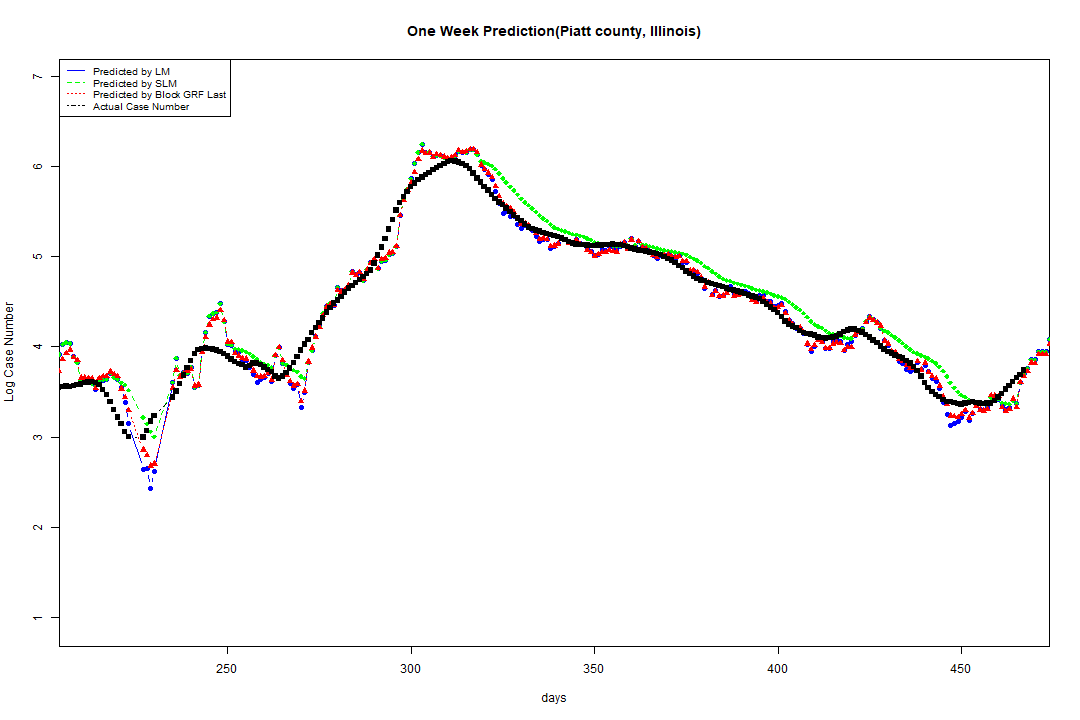 One Week Prediction(Piatt county, Illinois)
Predicted by LM
Predicted by SLM
Predicted by Block GRF Last
Actual Case Number
7
6
5
4
3
2
1
Log Case Number
250 300 350 400 450
days